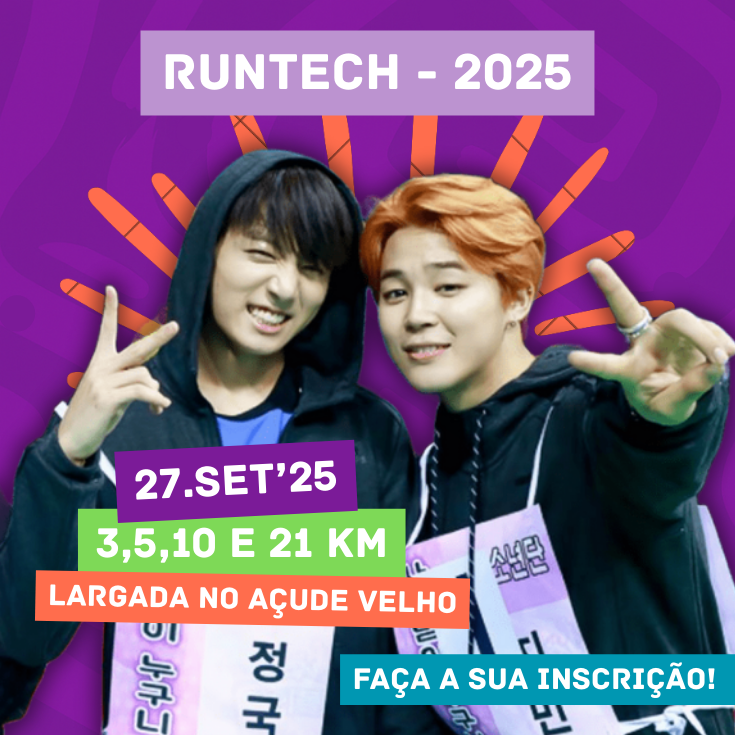 RUNTECH - 2025
27.SET'25
3,5,10 E 21 KM
LARGADA NO AÇUDE VELHO
소년단
정국
FAÇA A SUA INSCRIÇÃO!